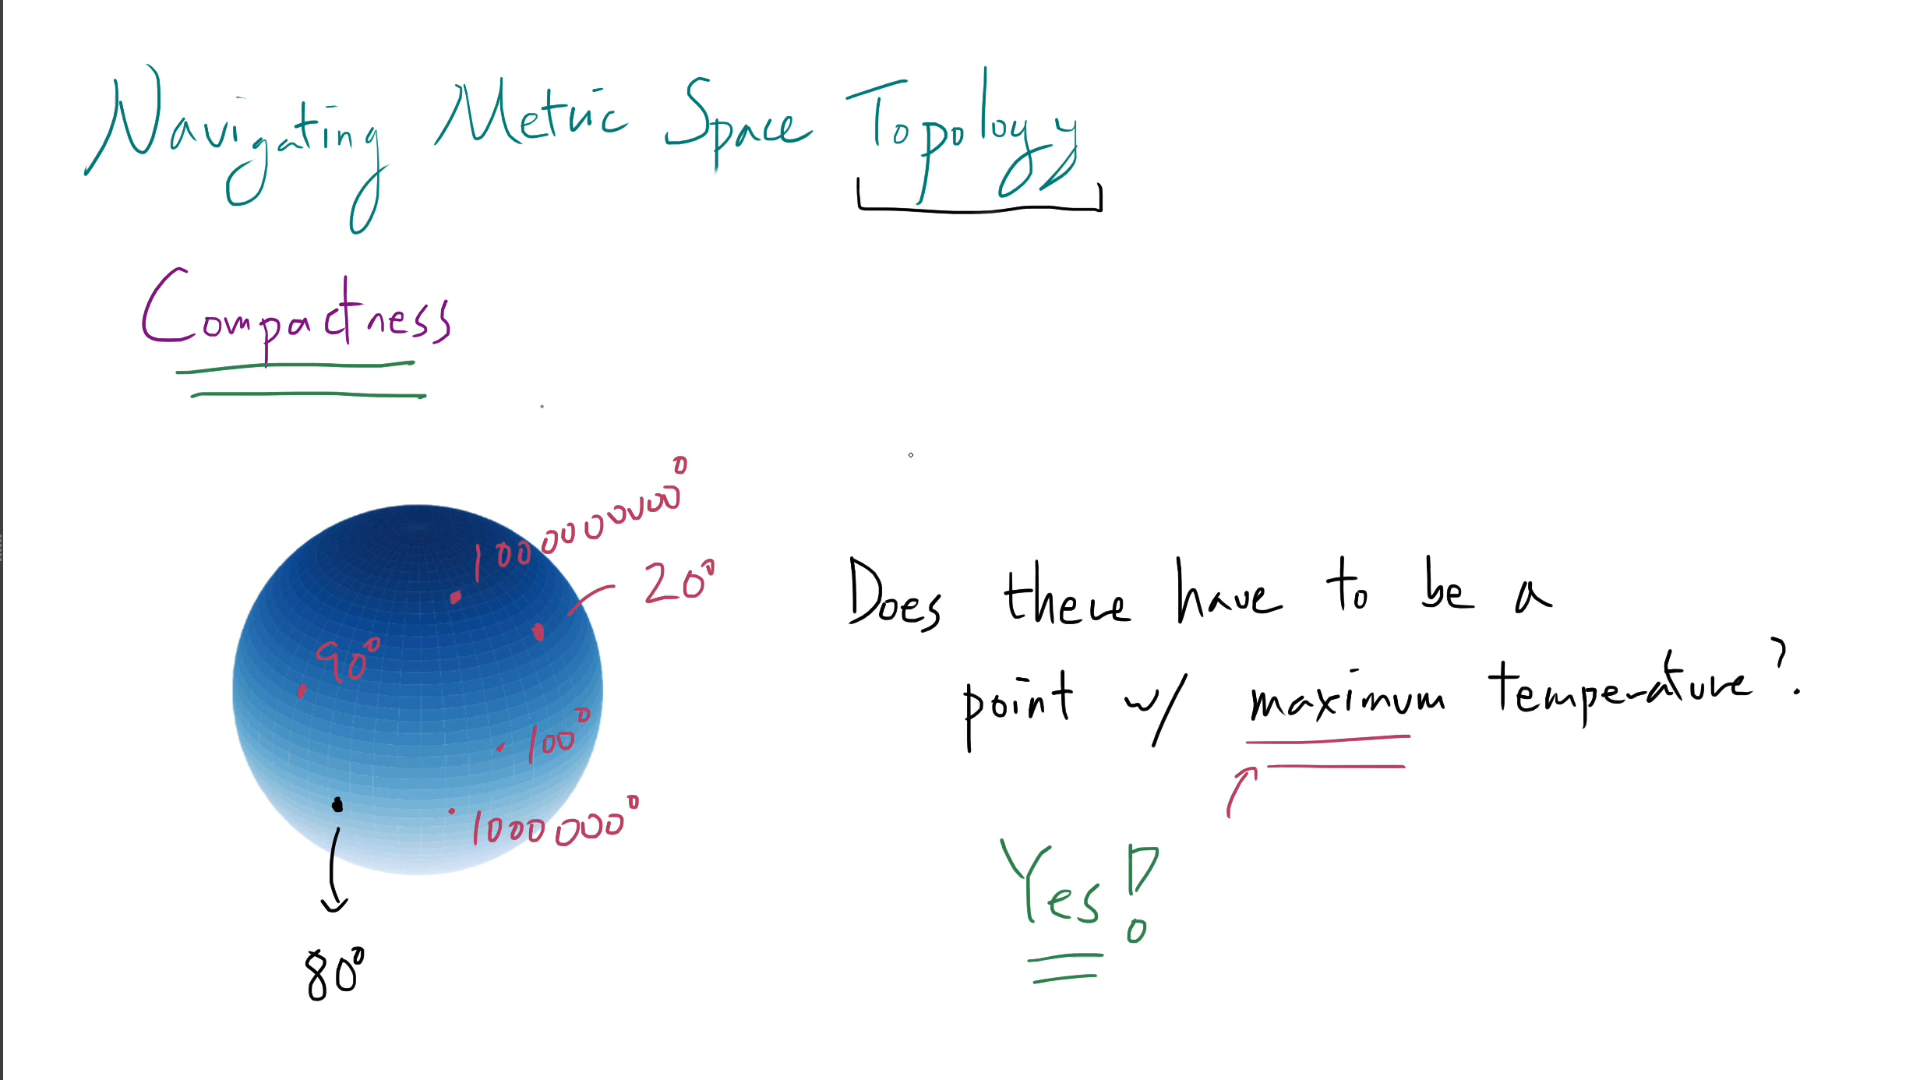 Navigating Metric Space Topology
Compactness
10000000000°
20°
90°
100°
1000000°
80°
Does there have to be a
point w/ maximum temperature?
Yes!